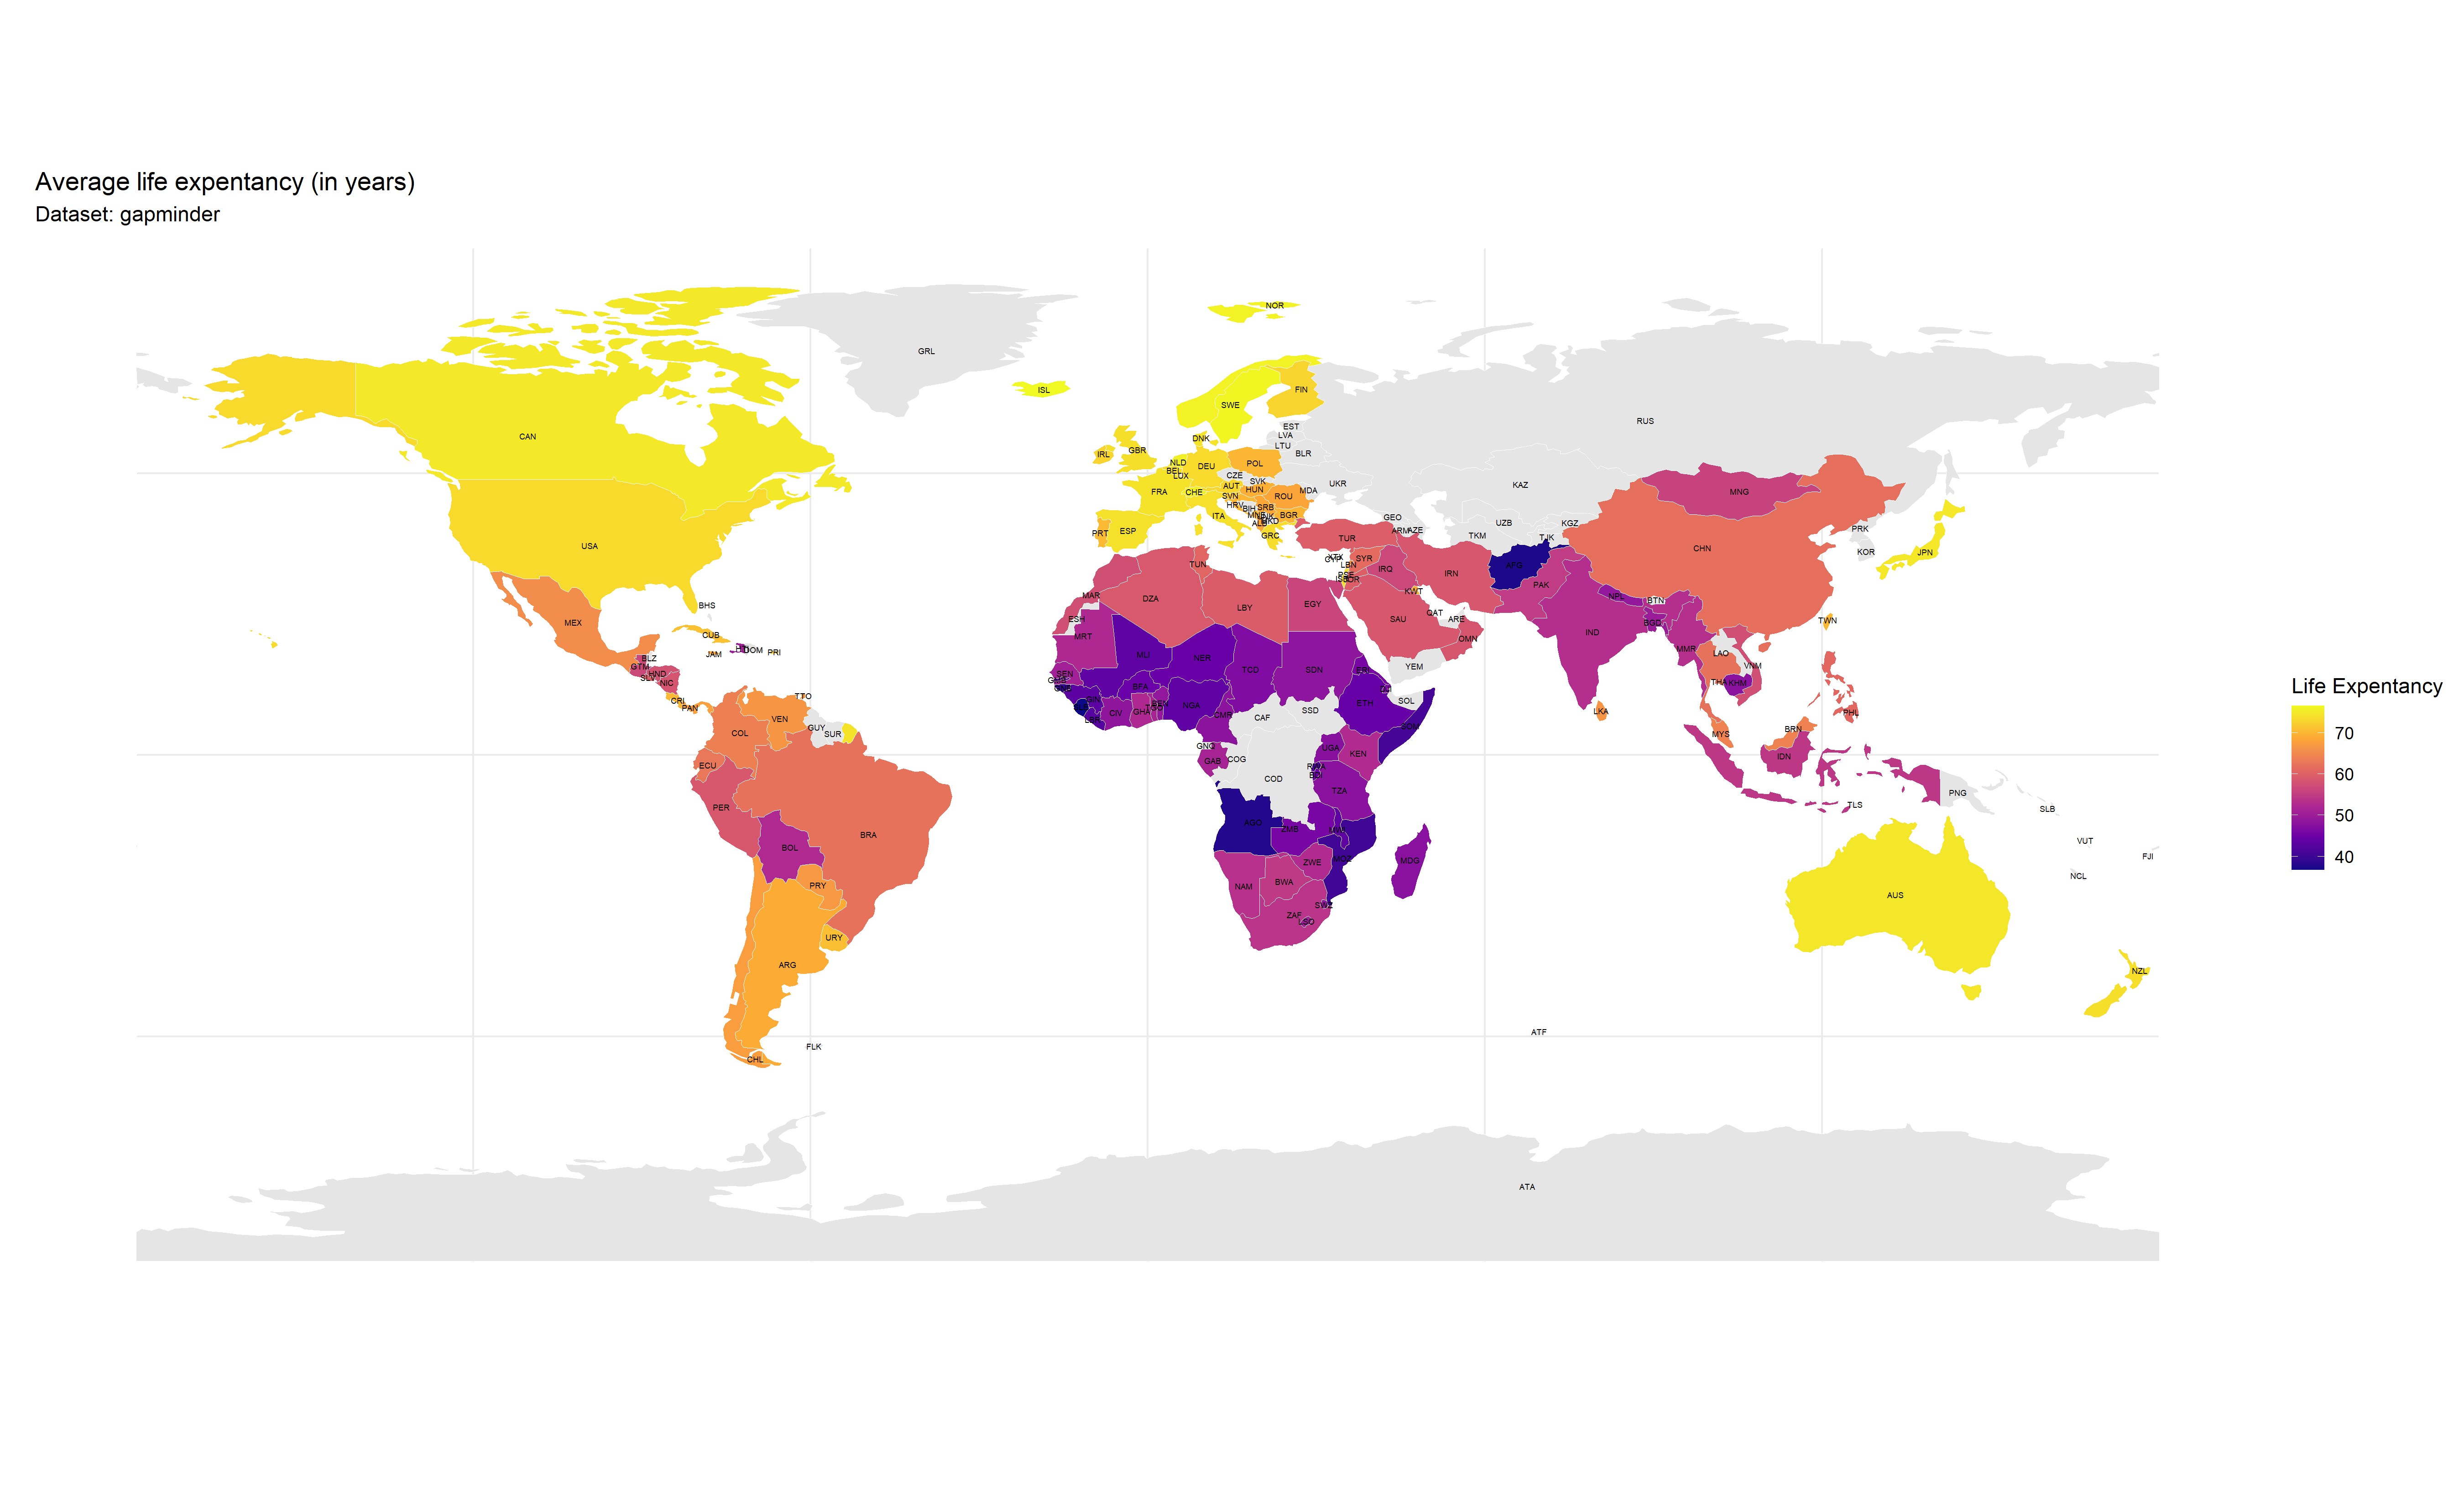 Average life expentancy (in years)
Dataset: gapminder
NOR
GRL
ISL
FIN
SWE
RUS
EST
LVA
LTU
BLR
CAN
DNK
IRL
GBR
NLD
DEU
POL
BEL
LUX
CZE
SVK
UKR
KAZ
MNG
FRA
CHE
AUT
HUN
MDA
SVN
ROU
HRV
BIH
SRB
ITA
BGR
ALB
GEO
UZB
KGZ
PRK
PRT
ESP
GRC
ARM
AZE
TKM
TJK
KOR
JPN
USA
TUR
CHN
TUN
SYR
LBN
IRQ
IRN
AFG
PAK
MAR
DZA
LBY
EGY
KWT
NPL
BTN
BHS
ESH
SAU
QAT
ARE
BGD
TWN
MEX
CUB
MRT
OMN
IND
MMR
LAO
BLZ
JAM
DOM
PRI
MLI
NER
TCD
SDN
ERI
YEM
VNM
GTM
HND
SLV
NIC
SEN
GMB
BFA
THA
KHM
CRI
PAN
TTO
GIN
CIV
GHA
BEN
NGA
CMR
ETH
SOL
SOM
LKA
PHL
VEN
GUY
SUR
COL
LBR
CAF
SSD
MYS
BRN
ECU
GNQ
GAB
COG
COD
UGA
KEN
RWA
BDI
TZA
IDN
PNG
TLS
SLB
PER
BRA
AGO
ZMB
MWI
MOZ
VUT
FJI
BOL
ZWE
MDG
NCL
PRY
NAM
BWA
AUS
SWZ
ZAF
LSO
URY
ARG
NZL
CHL
FLK
ATF
ATA
Life Expentancy
70
60
50
40